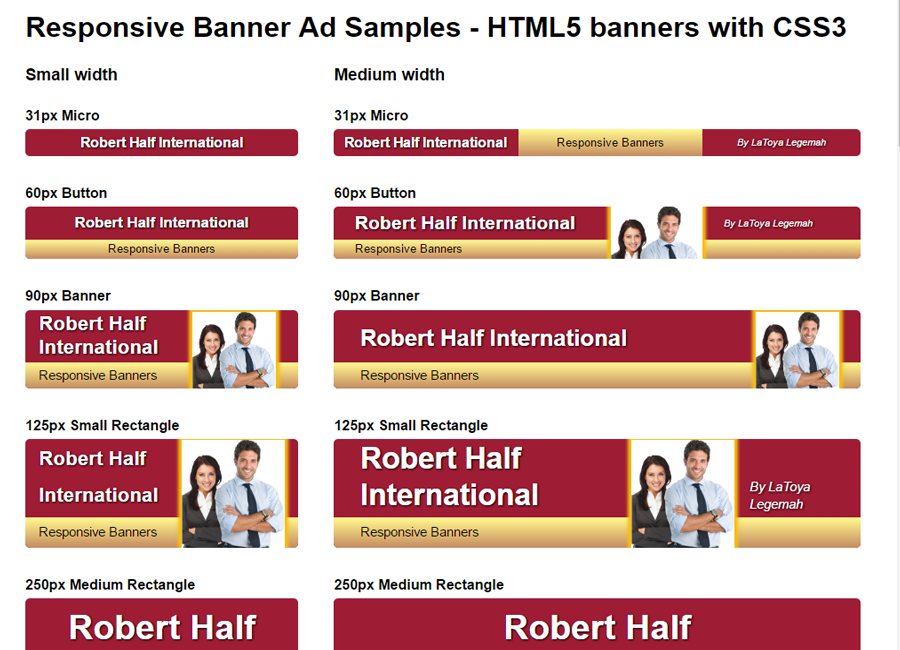 Responsive Banner Ad Samples - HTML5 banners with CSS3
Small width
Medium width
31px Micro
31px Micro
Robert Half International
Robert Half International
Responsive Banners
By LaToya Legemah
60px Button
60px Button
Robert Half International
Responsive Banners
Robert Half International
Responsive Banners
By LaToya Legemah
90px Banner
90px Banner
Robert Half
International
Responsive Banners
Robert Half International
Responsive Banners
125px Small Rectangle
125px Small Rectangle
Robert Half
International
Responsive Banners
Robert Half
International
Responsive Banners
By LaToya
Legemah
250px Medium Rectangle
250px Medium Rectangle
Robert Half
Robert Half